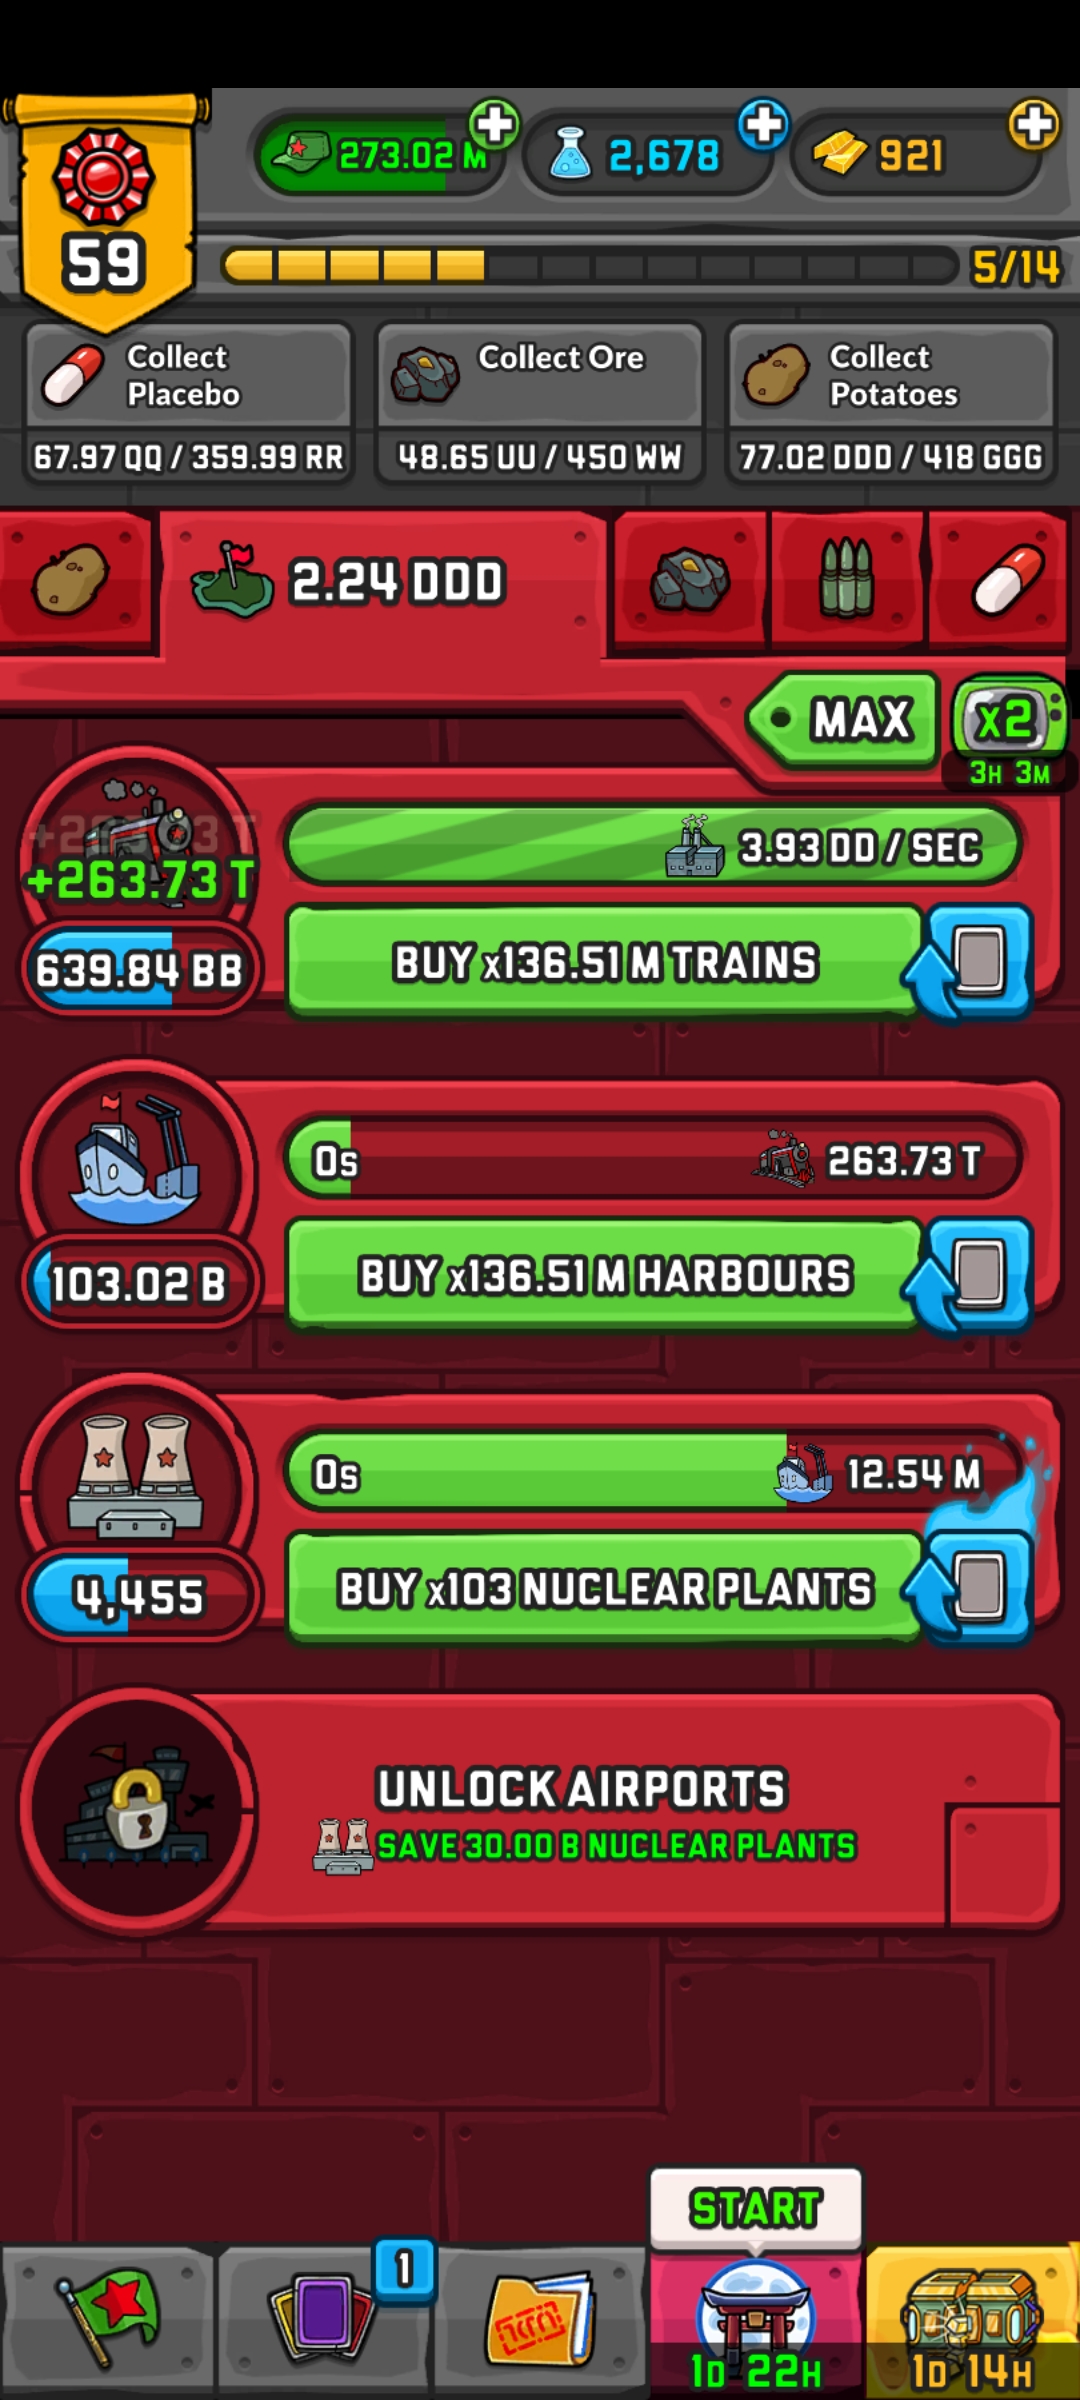 59
273.02 M
2,678
921
5/14
Collect
Placebo
67.97 QQ / 359.99 RR
Collect Ore
48.65 UU / 450 WW
Collect
Potatoes
77.02 DDD / 418 GGG
2.24 DDD
MAX
x2
3H 3M
+263.73 T
+263.73 T
3.93 DD / SEC
639.84 BB
BUY x136.51 M TRAINS
0s
263.73 T
103.02 B
BUY x136.51 M HARBOURS
0s
12.54 M
4,455
BUY x103 NUCLEAR PLANTS
UNLOCK AIRPORTS
SAVE 30.00 B NUCLEAR PLANTS
START
1
1D 22H
1D 14H